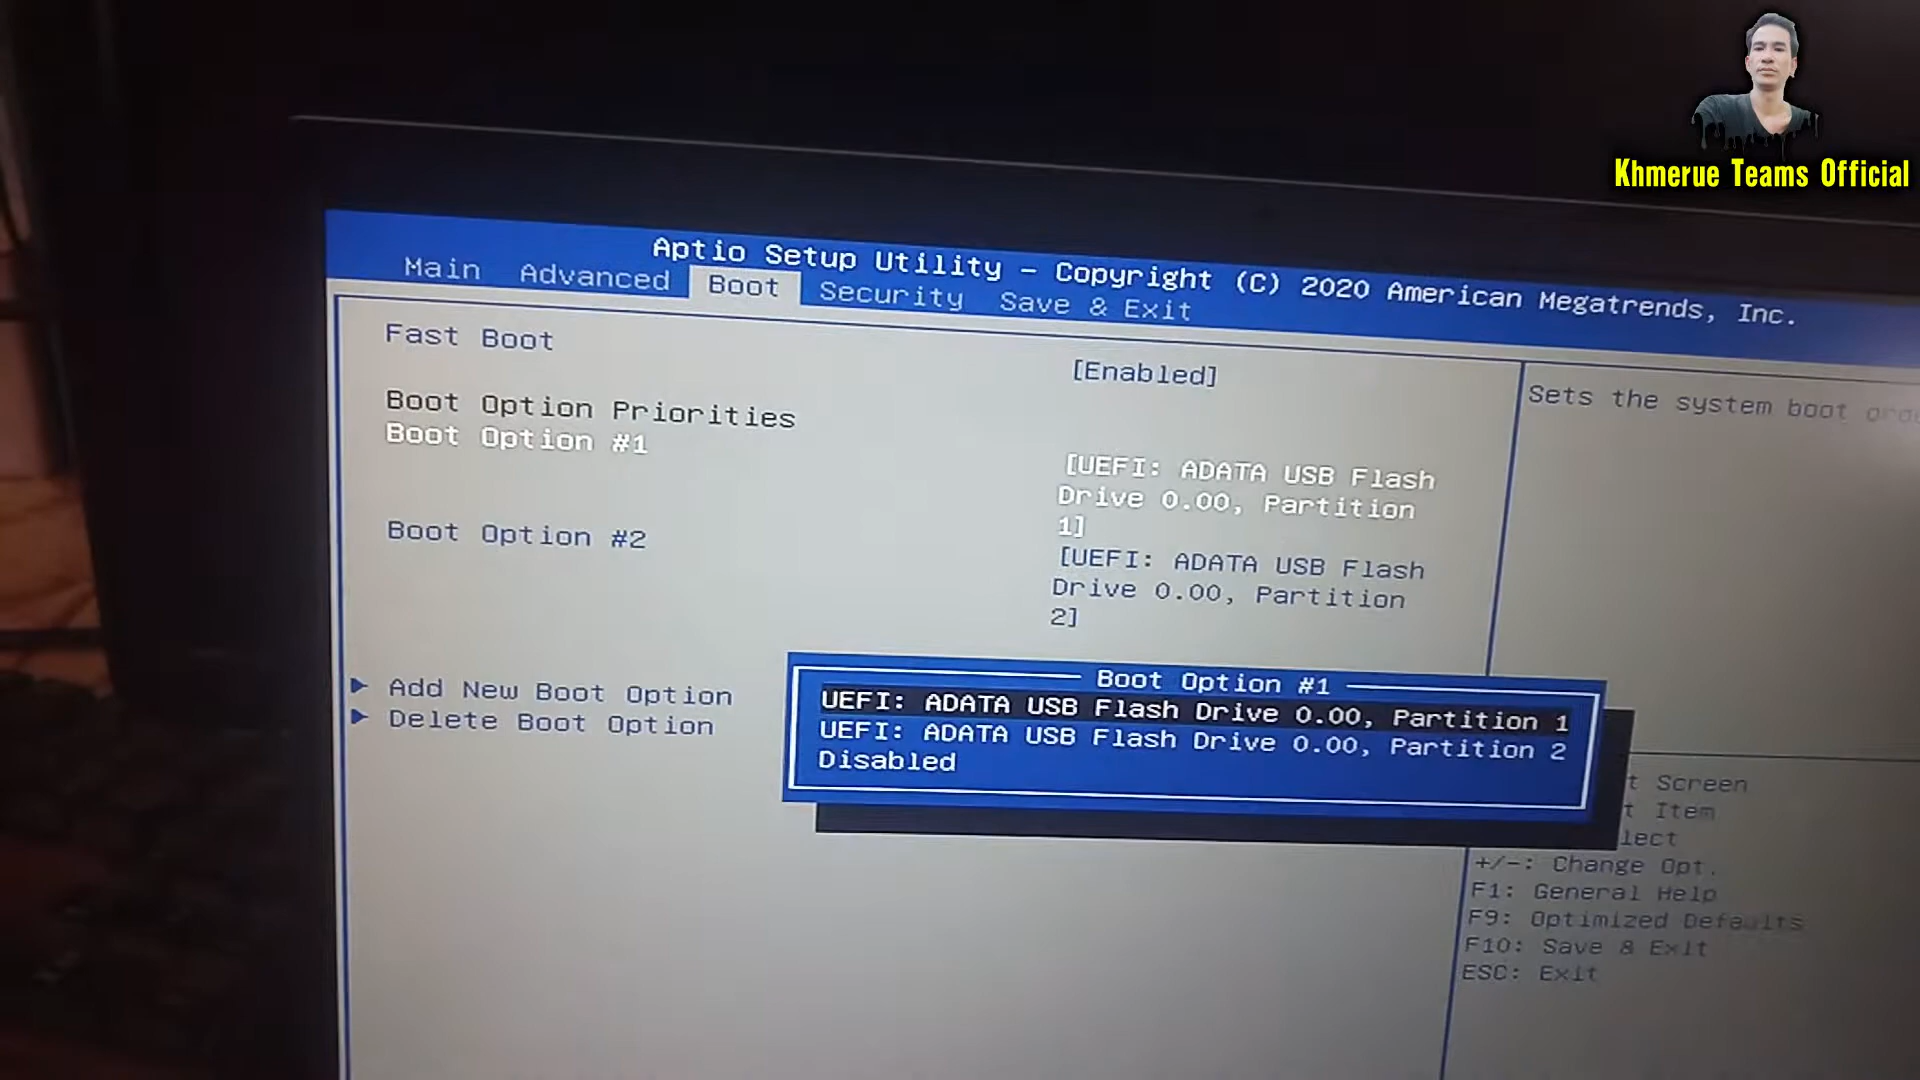 Khmerue Teams Official
Aptio Setup Utility – Copyright (C) 2020 American Megatrends, Inc.
Main Advanced Boot Security Save & Exit
Fast Boot [Enabled]
Boot Option Priorities
Boot Option #1 [UEFI: ADATA USB Flash
Drive 0.00, Partition
1]
Boot Option #2 [UEFI: ADATA USB Flash
Drive 0.00, Partition
2]
Add New Boot Option
Delete Boot Option
Sets the system boot
Boot Option #1
UEFI: ADATA USB Flash Drive 0.00, Partition 1
UEFI: ADATA USB Flash Drive 0.00, Partition 2
Disabled
t Screen
t Item
lect
+/-: Change Opt.
F1: General Help
F9: Optimized Defaults
F10: Save & Exit
ESC: Exit